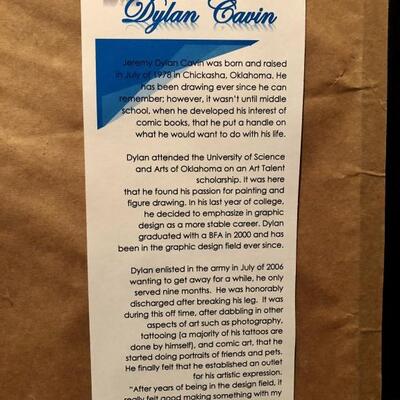 Dylan Cavin
Jeremy Dylan Cavin was born and raised
in July of 1978 in Chickasha, Oklahoma. He
has been drawing ever since he can
remember; however, it wasn't until middle
school, when he developed his interest of
comic books, that he put a handle on
what he would want to do with his life.
Dylan attended the University of Science
and Arts of Oklahoma on an Art Talent
scholarship. It was here
that he found his passion for painting and
figure drawing. In his last year of college,
he decided to emphasize in graphic
design as a more stable career. Dylan
graduated with a BFA in 2000 and has
been in the graphic design field ever since.
Dylan enlisted in the army in July of 2006
wanting to get away for a while, he only
served nine months. He was honorably
discharged after breaking his leg. It was
during this off time, after dabbling in other
aspects of art such as photography,
tattooing (a majority of his tattoos are
done by himself), and comic art, that he
started doing portraits of friends and pets.
He finally felt that he established an outlet
for his artistic expression.
"After years of being in the design field, it
really felt good making something with my